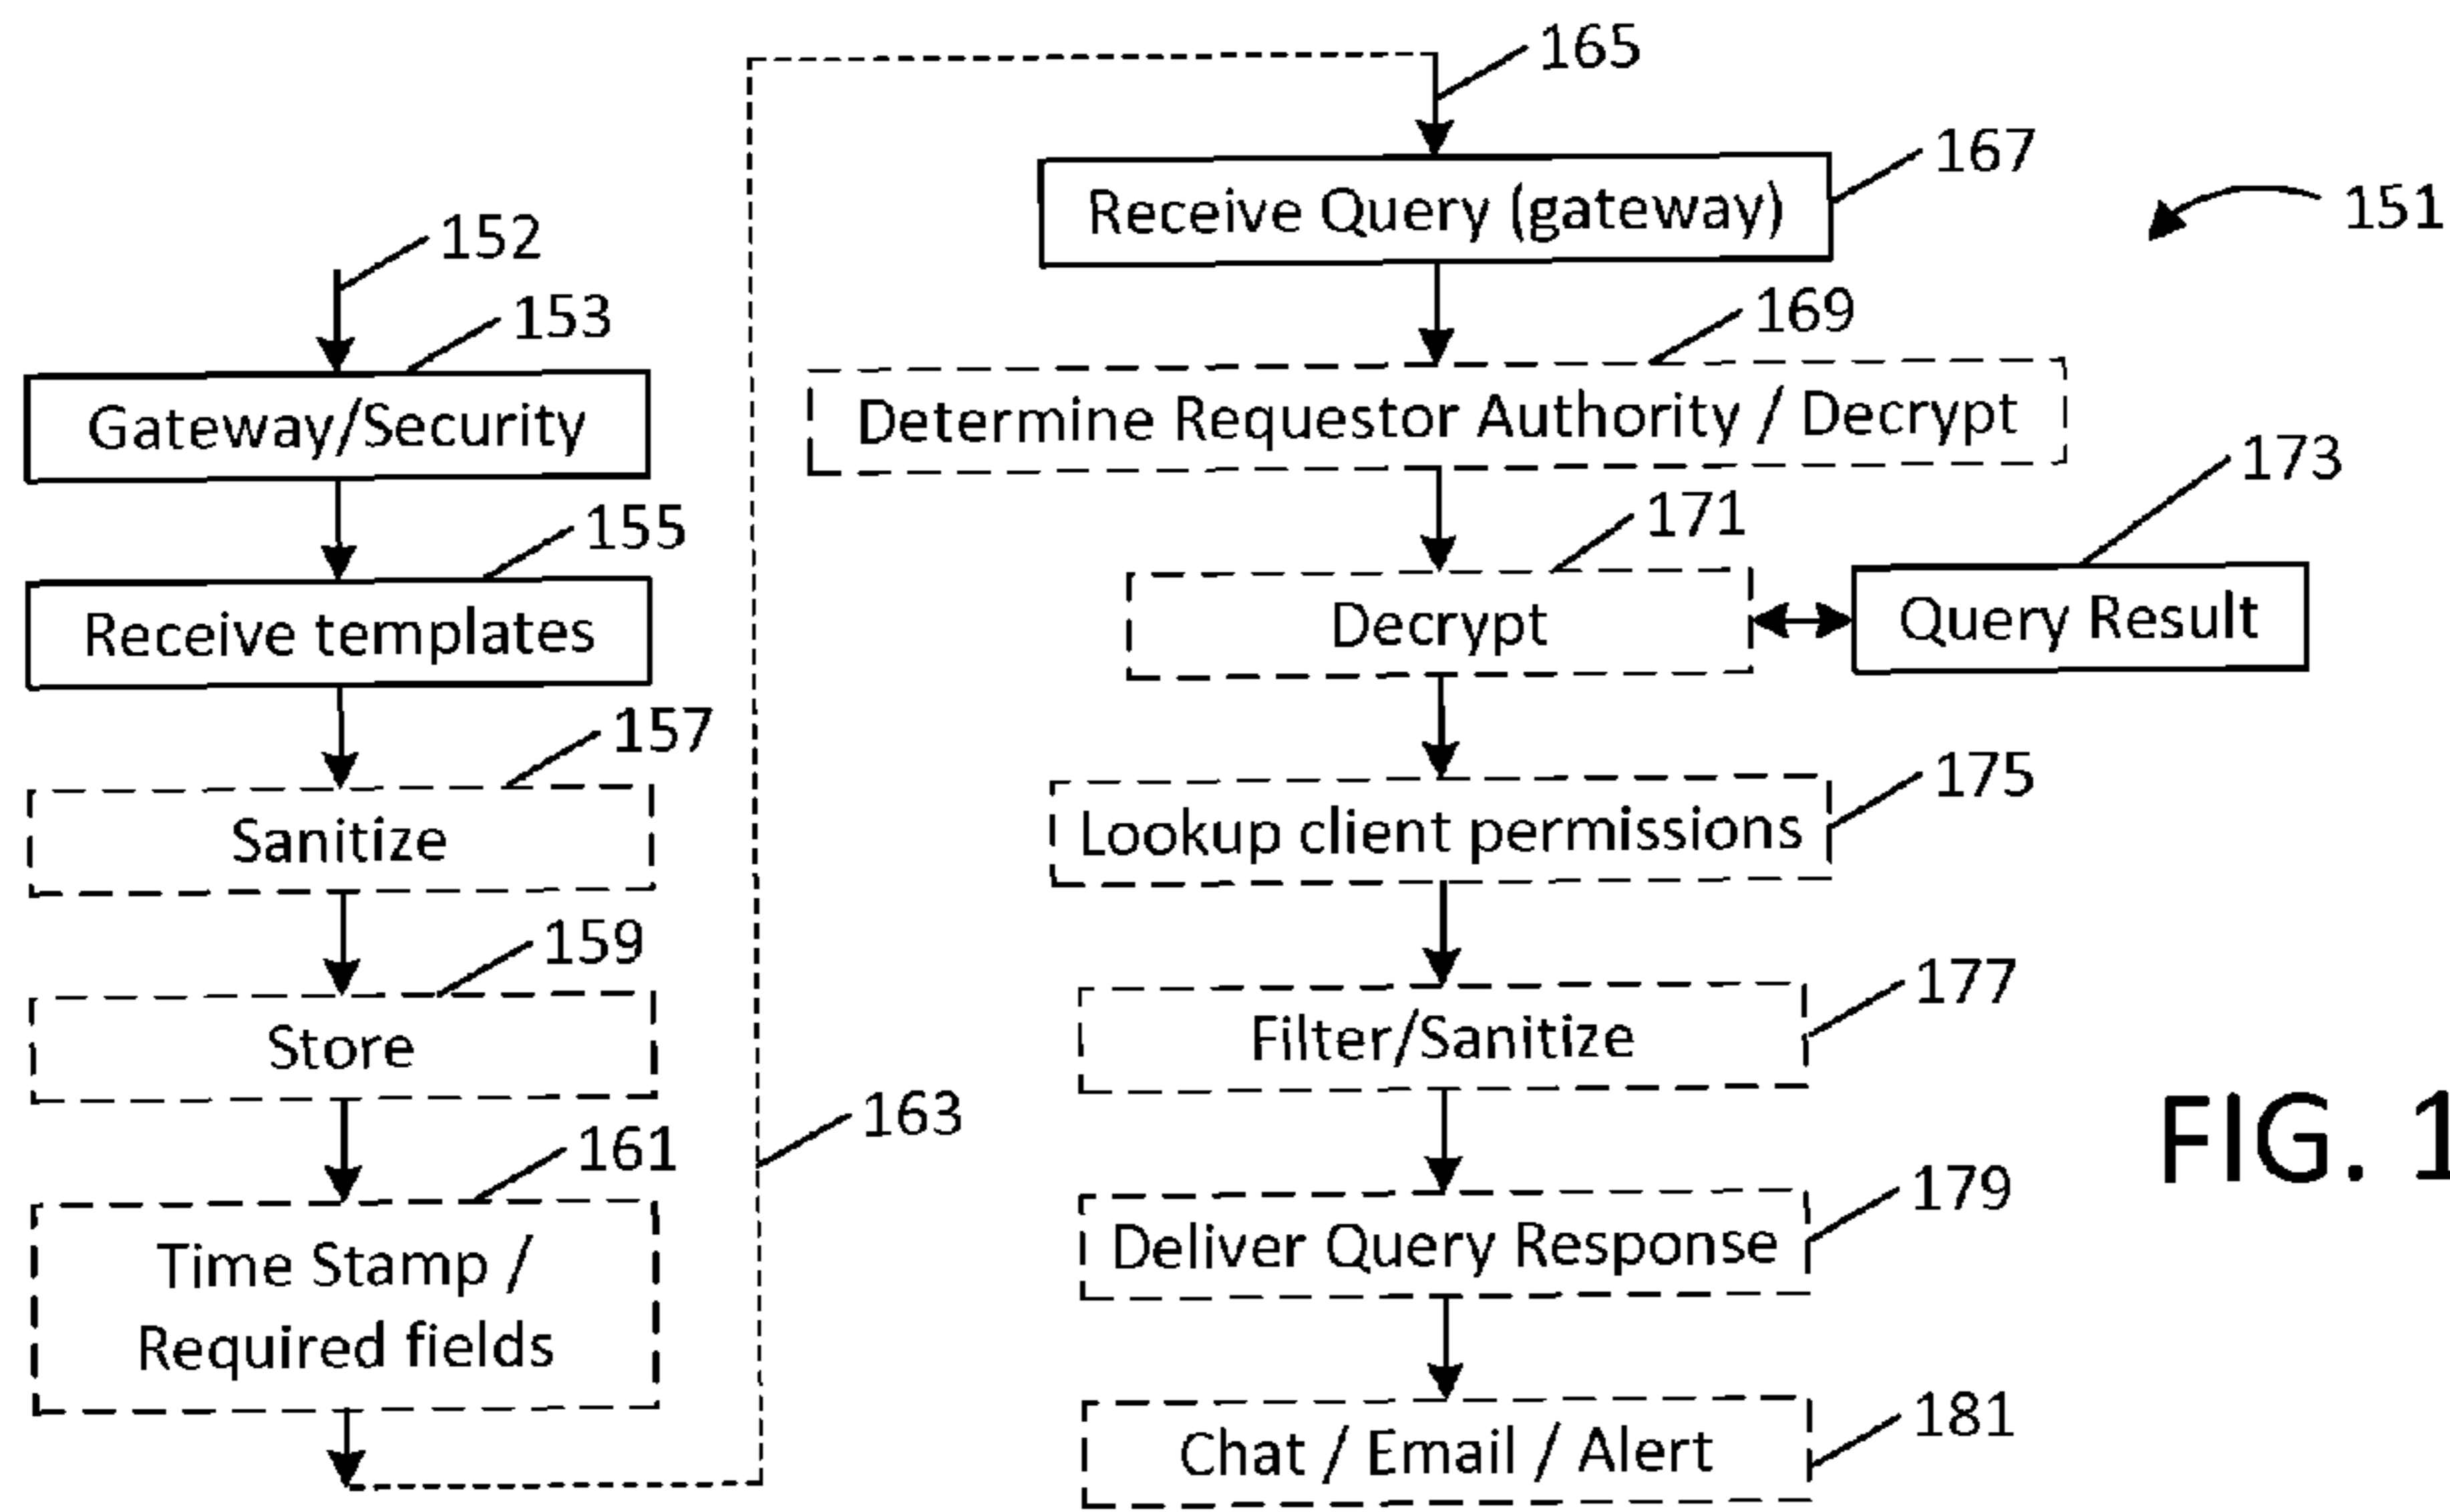 152
153
Gateway/Security
155
Receive templates
157
Sanitize
159
Store
161
Time Stamp /
Required fields
163
165
167
Receive Query (gateway)
151
169
Determine Requestor Authority / Decrypt
171
173
Decrypt
Query Result
175
Lookup client permissions
177
Filter/Sanitize
179
Deliver Query Response
181
Chat / Email / Alert
FIG. 1